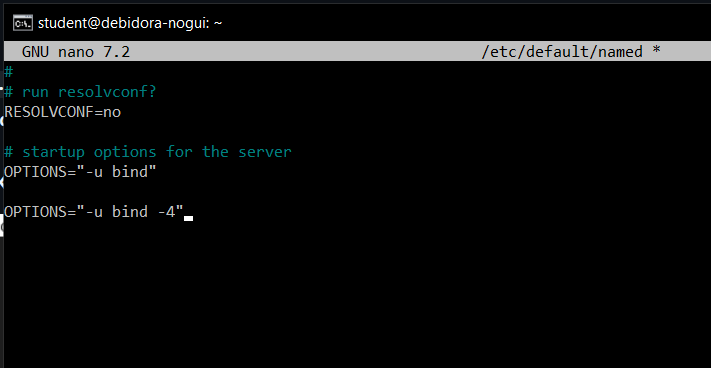 student@debidora-nogui: ~
GNU nano 7.2 /etc/default/named *
#
# run resolvconf?
RESOLVCONF=no
# startup options for the server
OPTIONS="-u bind"
OPTIONS="-u bind -4"